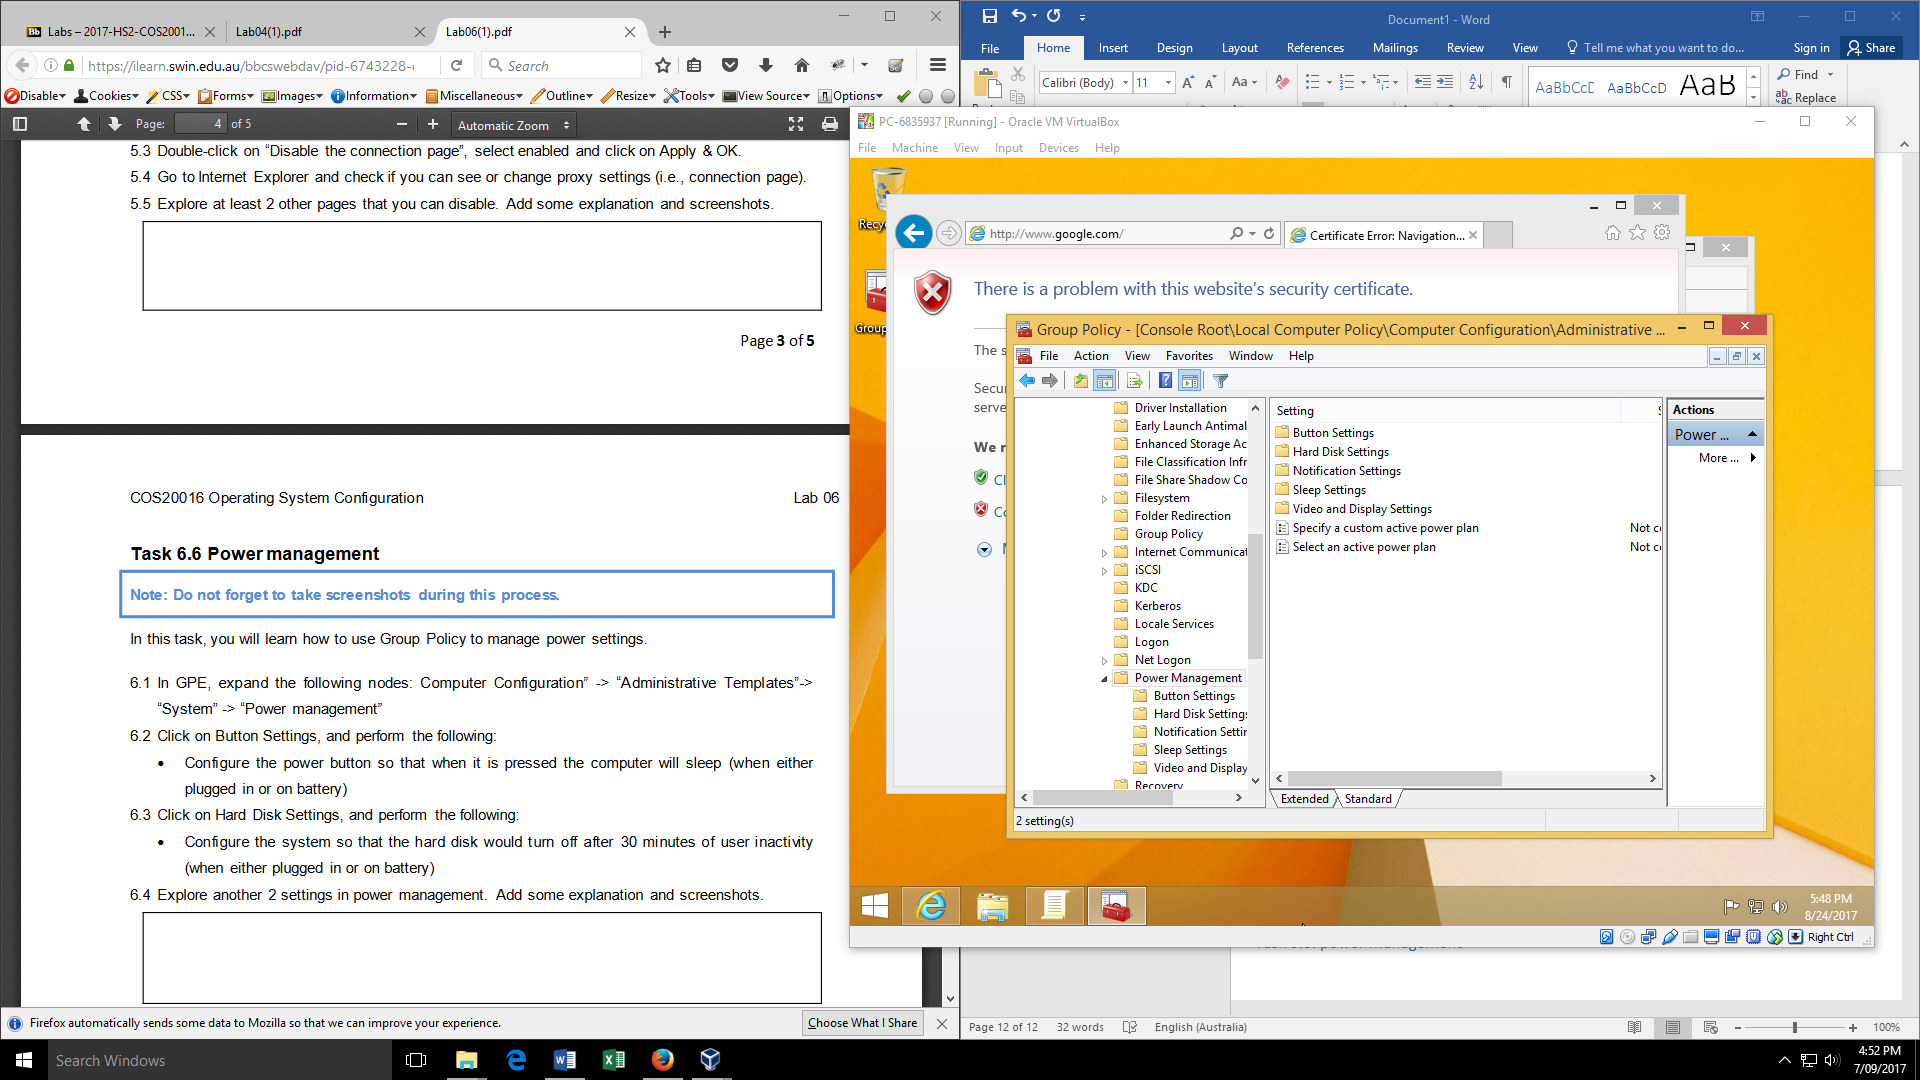 Labs – 2017-HS2-COS2001...
Lab04(1).pdf
Lab06(1).pdf
https://ilearn.swin.edu.au/bbcswebdav/pid-6743228-
Search
Disable
Cookies
CSS
Forms
Images
Information
Miscellaneous
Outline
Resize
Tools
View Source
Options
Page:
4
of 5
Automatic Zoom
5.3 Double-click on “Disable the connection page”, select enabled and click on Apply & OK.
5.4 Go to Internet Explorer and check if you can see or change proxy settings (i.e., connection page).
5.5 Explore at least 2 other pages that you can disable. Add some explanation and screenshots.
Page 3 of 5
COS20016 Operating System Configuration
Lab 06
Task 6.6 Power management
Note: Do not forget to take screenshots during this process.
In this task, you will learn how to use Group Policy to manage power settings.
6.1 In GPE, expand the following nodes: Computer Configuration” -> “Administrative Templates”->
“System” -> “Power management”
6.2 Click on Button Settings, and perform the following:
• Configure the power button so that when it is pressed the computer will sleep (when either
plugged in or on battery)
6.3 Click on Hard Disk Settings, and perform the following:
• Configure the system so that the hard disk would turn off after 30 minutes of user inactivity
(when either plugged in or on battery)
6.4 Explore another 2 settings in power management. Add some explanation and screenshots.
Firefox automatically sends some data to Mozilla so that we can improve your experience.
Choose What I Share
Document1 - Word
File
Home
Insert
Design
Layout
References
Mailings
Review
View
Tell me what you want to do...
Sign in
Share
Calibri (Body)
11
Aa
AaBbCcDc
AaBbCcD
AaB
Find
Replace
PC-6835937 [Running] - Oracle VM VirtualBox
File
Machine
View
Input
Devices
Help
Recy
Group
http://www.google.com/
Certificate Error: Navigation...
There is a problem with this website’s security certificate.
The s
Secu
serve
We r
Cl
Co
Group Policy - [Console Root\Local Computer Policy\Computer Configuration\Administrative ...
File
Action
View
Favorites
Window
Help
Driver Installation
Early Launch Antimal
Enhanced Storage Ac
File Classification Infr
File Share Shadow Co
Filesystem
Folder Redirection
Group Policy
Internet Communicat
iSCSI
KDC
Kerberos
Locale Services
Logon
Net Logon
Power Management
Button Settings
Hard Disk Settings
Notification Settin
Sleep Settings
Video and Display
Recovery
Setting
Button Settings
Hard Disk Settings
Notification Settings
Sleep Settings
Video and Display Settings
Specify a custom active power plan
Not c
Select an active power plan
Not c
Extended
Standard
Actions
Power ...
More ...
2 setting(s)
5:48 PM
8/24/2017
Right Ctrl
Page 12 of 12
32 words
English (Australia)
100%
Search Windows
4:52 PM
7/09/2017